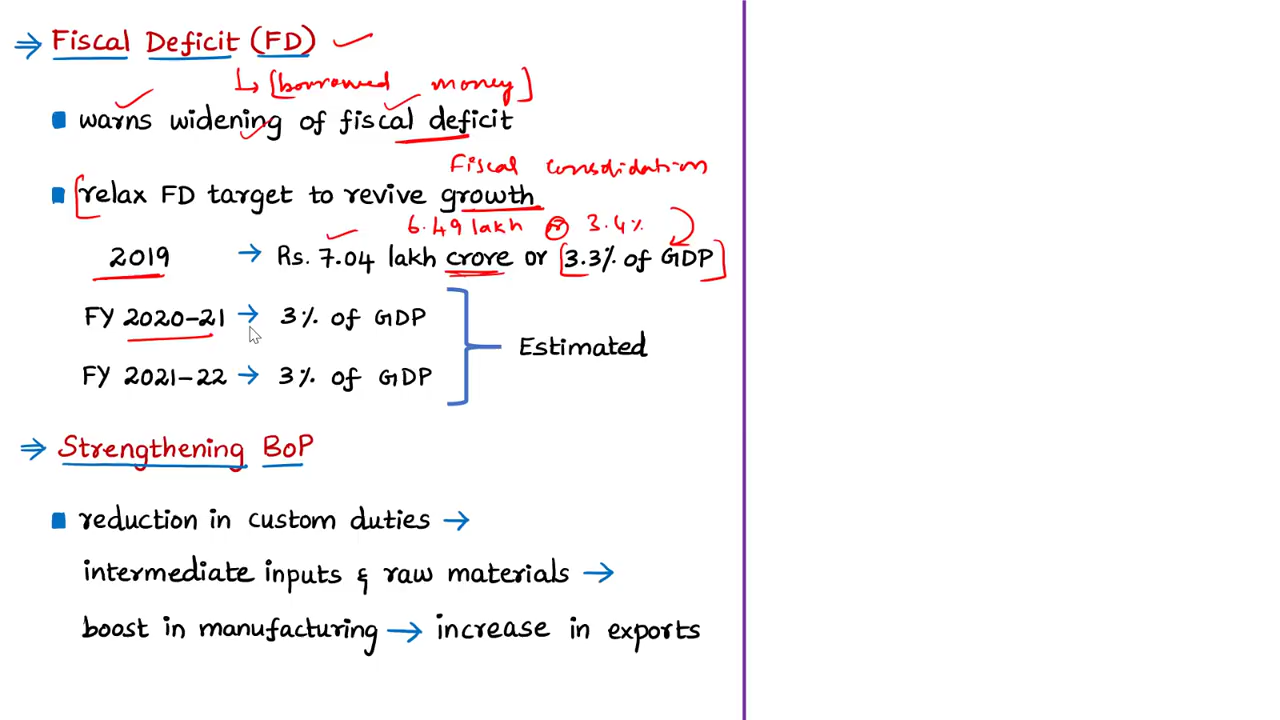 ⇒ Fiscal Deficit (FD) ✓
↳ [borrowed money]
■ warns widening of fiscal deficit
Fiscal consolidation
■ [relax FD target to revive growth
6.49 lakh or 3.4%
2019 → Rs. 7.04 lakh crore or [3.3% of GDP]
FY 2020-21 → 3% of GDP
Estimated
FY 2021-22 → 3% of GDP
⇒ Strengthening BoP
■ reduction in custom duties →
intermediate inputs & raw materials →
boost in manufacturing → increase in exports